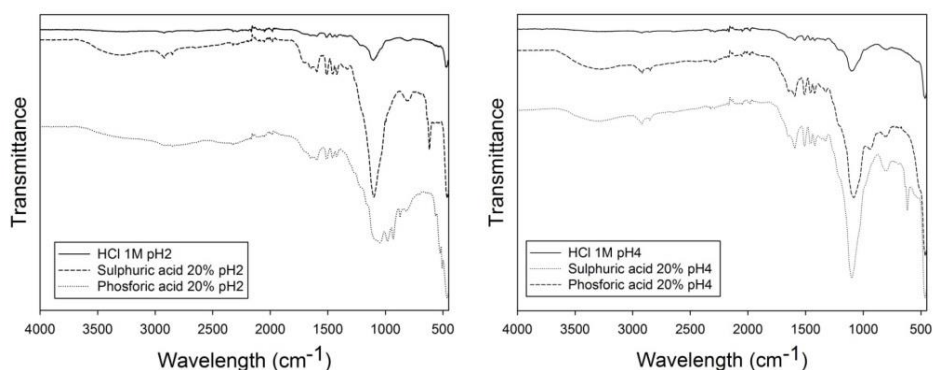 Transmittance
HCl 1M pH2
Sulphuric acid 20% pH2
Phosforic acid 20% pH2
4000 3500 3000 2500 2000 1500 1000 500
Wavelength (cm-1)
Transmittance
HCl 1M pH4
Sulphuric acid 20% pH4
Phosforic acid 20% pH4
4000 3500 3000 2500 2000 1500 1000 500
Wavelength (cm-1)